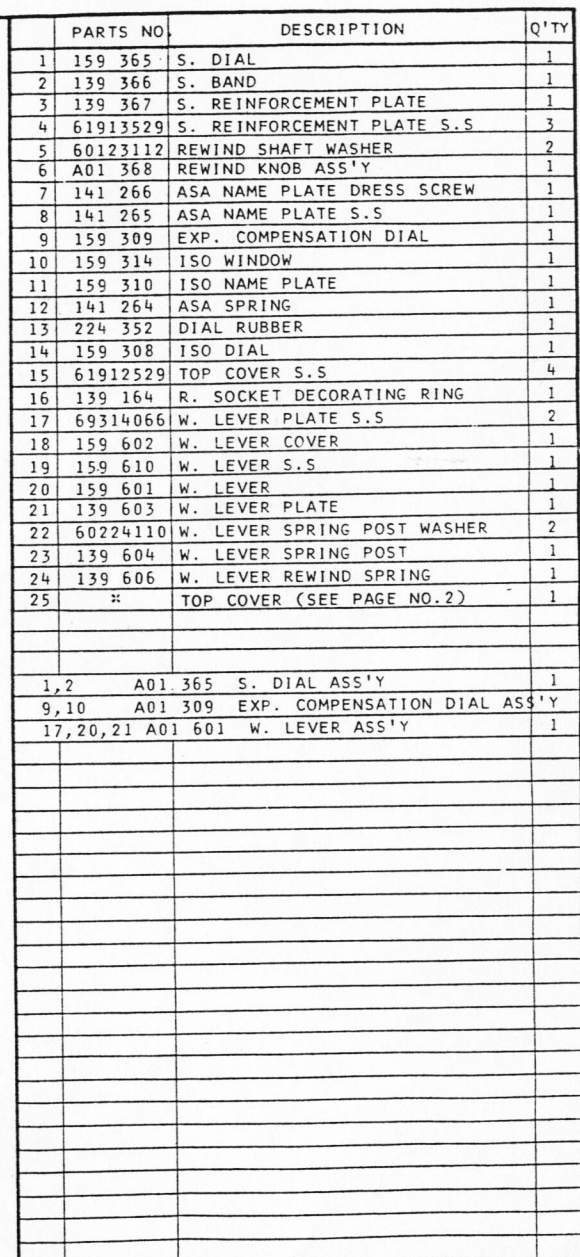 PARTS NO. DESCRIPTION Q'TY
1 159 365 S. DIAL 1
2 139 366 S. BAND 1
3 139 367 S. REINFORCEMENT PLATE 1
4 61913529 S. REINFORCEMENT PLATE S.S 3
5 60123112 REWIND SHAFT WASHER 2
6 A01 368 REWIND KNOB ASS'Y 1
7 141 266 ASA NAME PLATE DRESS SCREW 1
8 141 265 ASA NAME PLATE S.S 1
9 159 309 EXP. COMPENSATION DIAL 1
10 159 314 ISO WINDOW 1
11 159 310 ISO NAME PLATE 1
12 141 264 ASA SPRING 1
13 224 352 DIAL RUBBER 1
14 159 308 ISO DIAL 1
15 61912529 TOP COVER S.S 4
16 139 164 R. SOCKET DECORATING RING 1
17 69314066 W. LEVER PLATE S.S 2
18 159 602 W. LEVER COVER 1
19 159 610 W. LEVER S.S 1
20 159 601 W. LEVER 1
21 139 603 W. LEVER PLATE 1
22 60224110 W. LEVER SPRING POST WASHER 2
23 139 604 W. LEVER SPRING POST 1
24 139 606 W. LEVER REWIND SPRING 1
25 ※ TOP COVER (SEE PAGE NO.2) 1
1,2 A01 365 S. DIAL ASS'Y 1
9,10 A01 309 EXP. COMPENSATION DIAL ASS'Y
17,20,21 A01 601 W. LEVER ASS'Y 1